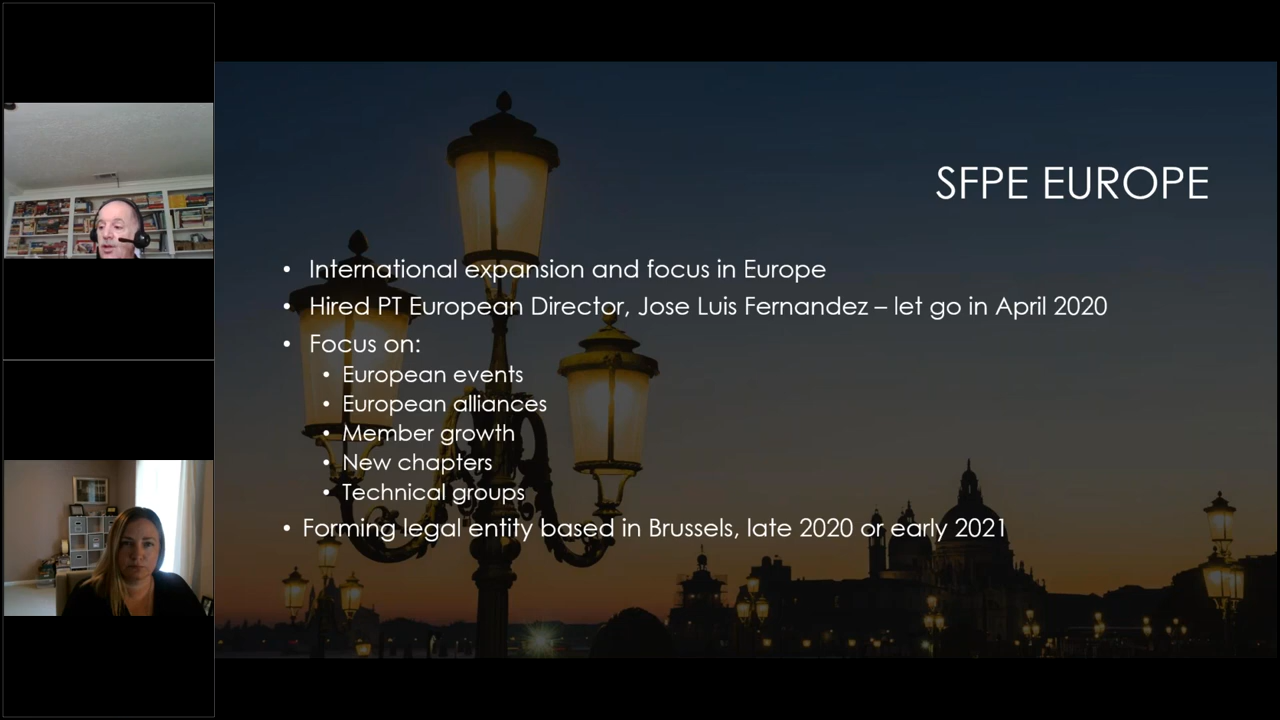 SFPE EUROPE
• International expansion and focus in Europe
• Hired PT European Director, Jose Luis Fernandez – let go in April 2020
• Focus on:
• European events
• European alliances
• Member growth
• New chapters
• Technical groups
• Forming legal entity based in Brussels, late 2020 or early 2021